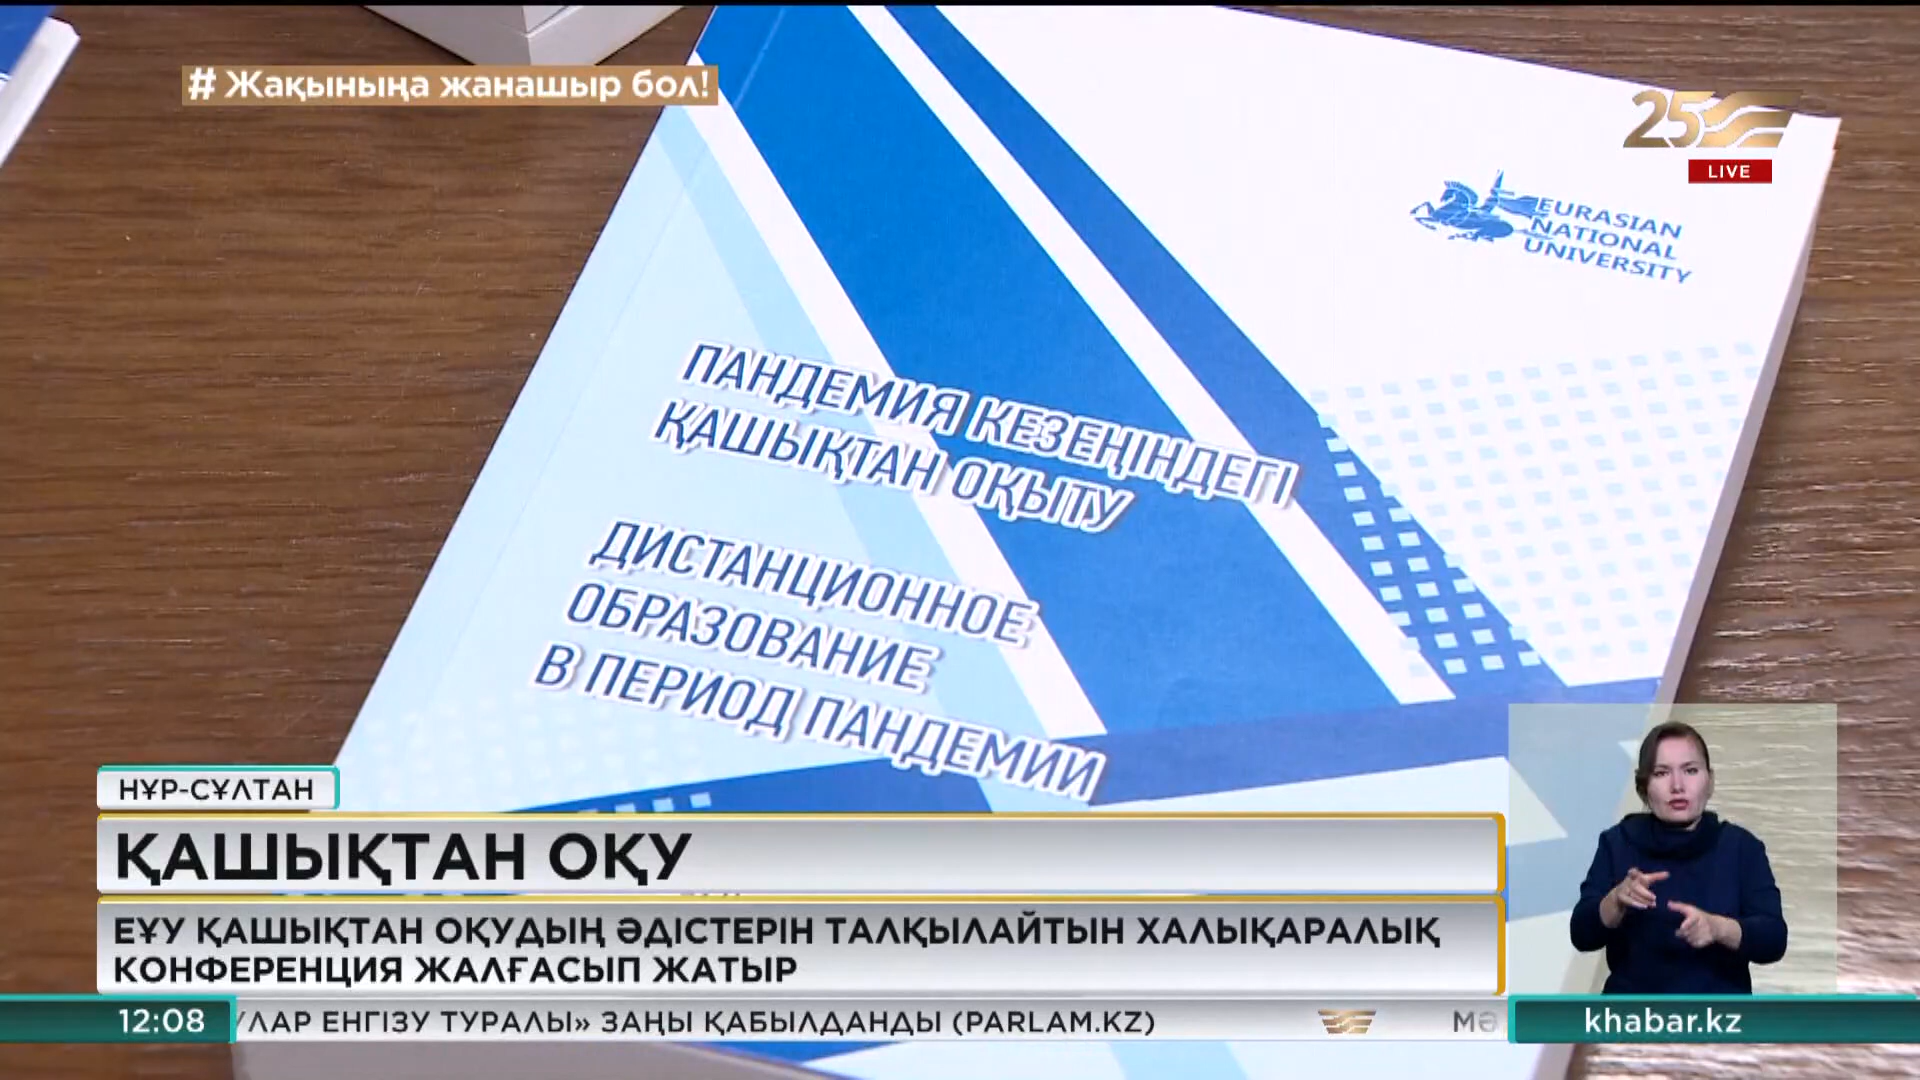 # Жақыныңа жанашыр бол!
25
LIVE
EURASIAN
NATIONAL
UNIVERSITY
ПАНДЕМИЯ КЕЗЕҢІНДЕГІ
ҚАШЫҚТАН ОҚЫТУ
ДИСТАНЦИОННОЕ
ОБРАЗОВАНИЕ
В ПЕРИОД ПАНДЕМИИ
НҰР-СҰЛТАН
ҚАШЫҚТАН ОҚУ
ЕҰУ ҚАШЫҚТАН ОҚУДЫҢ ӘДІСТЕРІН ТАЛҚЫЛАЙТЫН ХАЛЫҚАРАЛЫҚ
КОНФЕРЕНЦИЯ ЖАЛҒАСЫП ЖАТЫР
12:08 УЛАР ЕНГІЗУ ТУРАЛЫ» ЗАҢЫ ҚАБЫЛДАНДЫ (PARLAM.KZ) МӘ khabar.kz